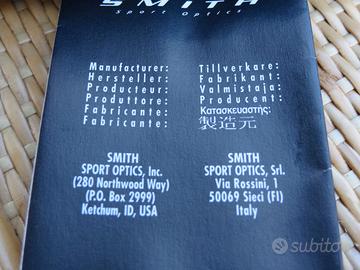 SMITH
Sport Optics
Manufacturer:
Hersteller:
Producteur:
Produttore:
Fabricante:
Fabricante:
Tillverkare:
Fabrikant:
Valmistaja:
Producent:
Κατασκευαστής:
製造元
SMITH
SPORT OPTICS, Inc.
(280 Northwood Way)
(P.O. Box 2999)
Ketchum, ID, USA
SMITH
SPORT OPTICS, Srl.
Via Rossini, 1
50069 Sieci (FI)
Italy
subito